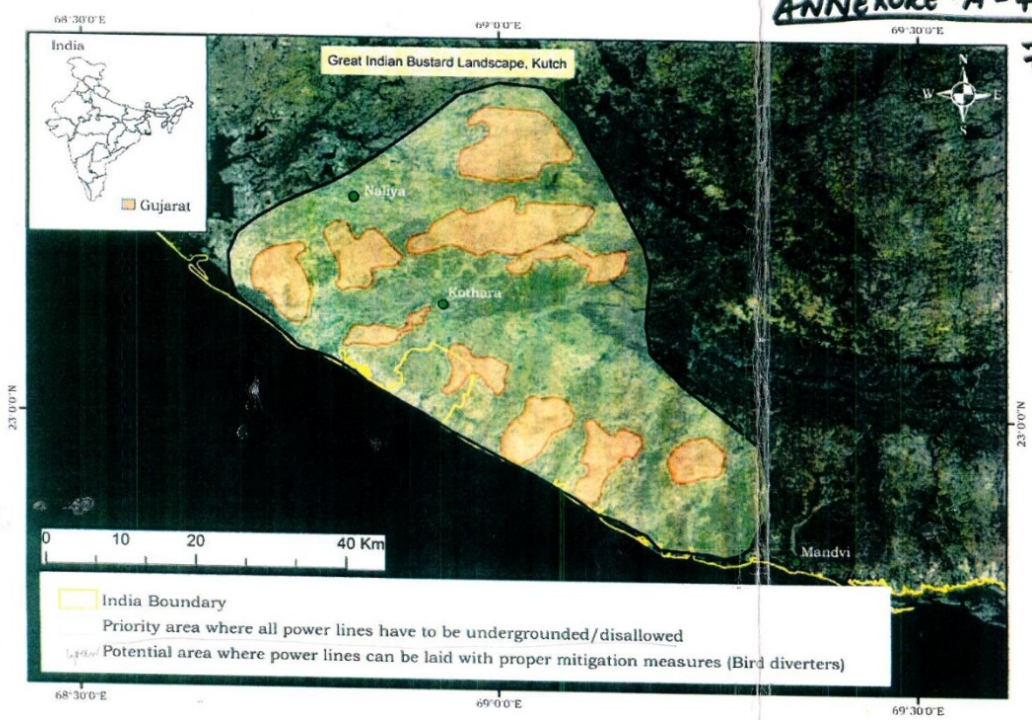 ANNEXURE A-4
68°30'0"E
69°0'0"E
69°30'0"E
India
Gujarat
Great Indian Bustard Landscape, Kutch
N
W E
S
Naliya
Kothara
23°0'0"N
23°0'0"N
Mandvi
0 10 20 40 Km
India Boundary
Priority area where all power lines have to be undergrounded/disallowed
Potential area where power lines can be laid with proper mitigation measures (Bird diverters)
68°30'0"E
69°0'0"E
69°30'0"E